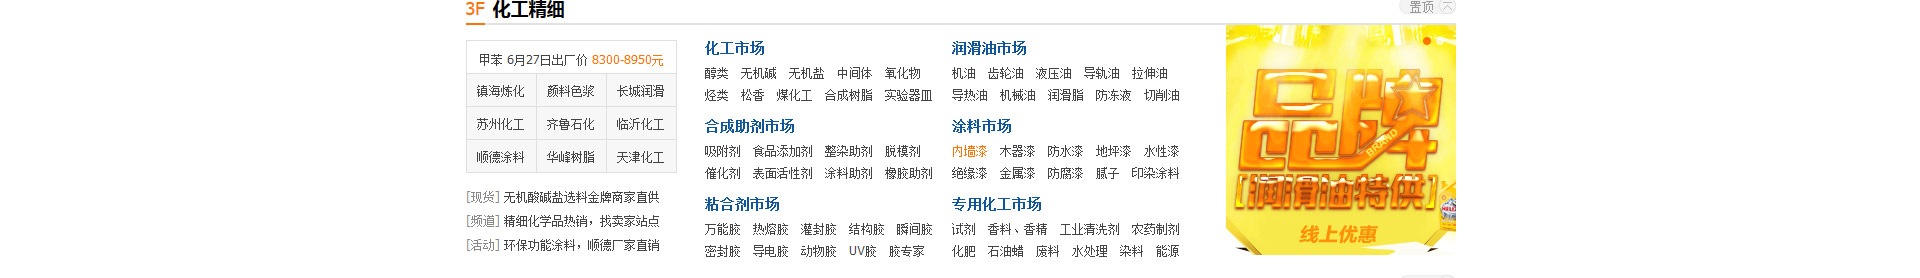 3F 化工精细
置顶
甲苯 6月27日出厂价 8300-8950元
镇海炼化 颜料色浆 长城润滑
苏州化工 齐鲁石化 临沂化工
顺德涂料 华峰树脂 天津化工
[现货] 无机酸碱盐选料金牌商家直供
[频道] 精细化学品热销，找卖家站点
[活动] 环保功能涂料，顺德厂家直销
化工市场
醇类 无机碱 无机盐 中间体 氧化物
烃类 松香 煤化工 合成树脂 实验器皿
合成助剂市场
吸附剂 食品添加剂 整染助剂 脱模剂
催化剂 表面活性剂 涂料助剂 橡胶助剂
粘合剂市场
万能胶 热熔胶 灌封胶 结构胶 瞬间胶
密封胶 导电胶 动物胶 UV胶 胶专家
润滑油市场
机油 齿轮油 液压油 导轨油 拉伸油
导热油 机械油 润滑脂 防冻液 切削油
涂料市场
内墙漆 木器漆 防水漆 地坪漆 水性漆
绝缘漆 金属漆 防腐漆 腻子 印染涂料
专用化工市场
试剂 香料、香精 工业清洗剂 农药制剂
化肥 石油蜡 废料 水处理 染料 能源
品牌
BRAND
[润滑油特供]
线上优惠